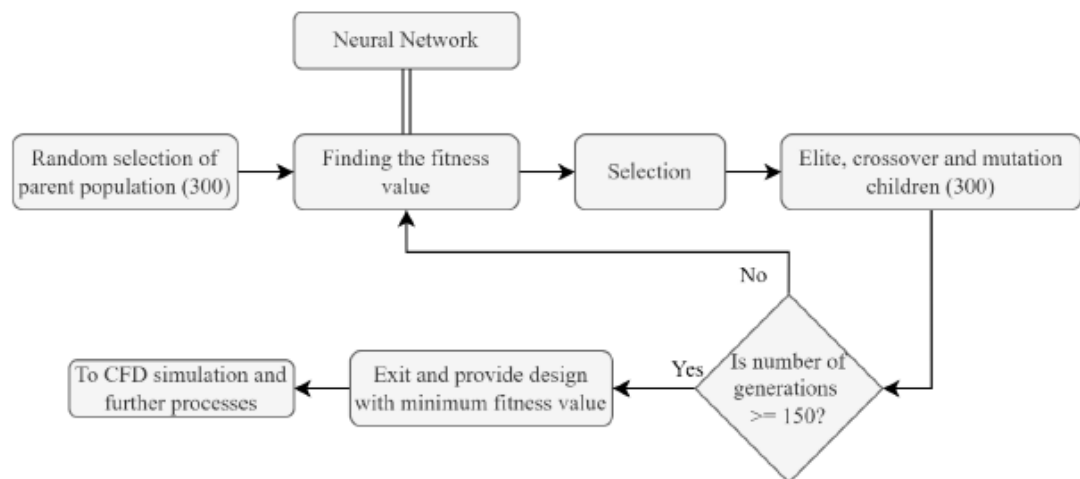 Neural Network
Random selection of
parent population (300)
Finding the fitness
value
Selection
Elite, crossover and mutation
children (300)
No
Is number of
generations
>= 150?
Yes
Exit and provide design
with minimum fitness value
To CFD simulation and
further processes